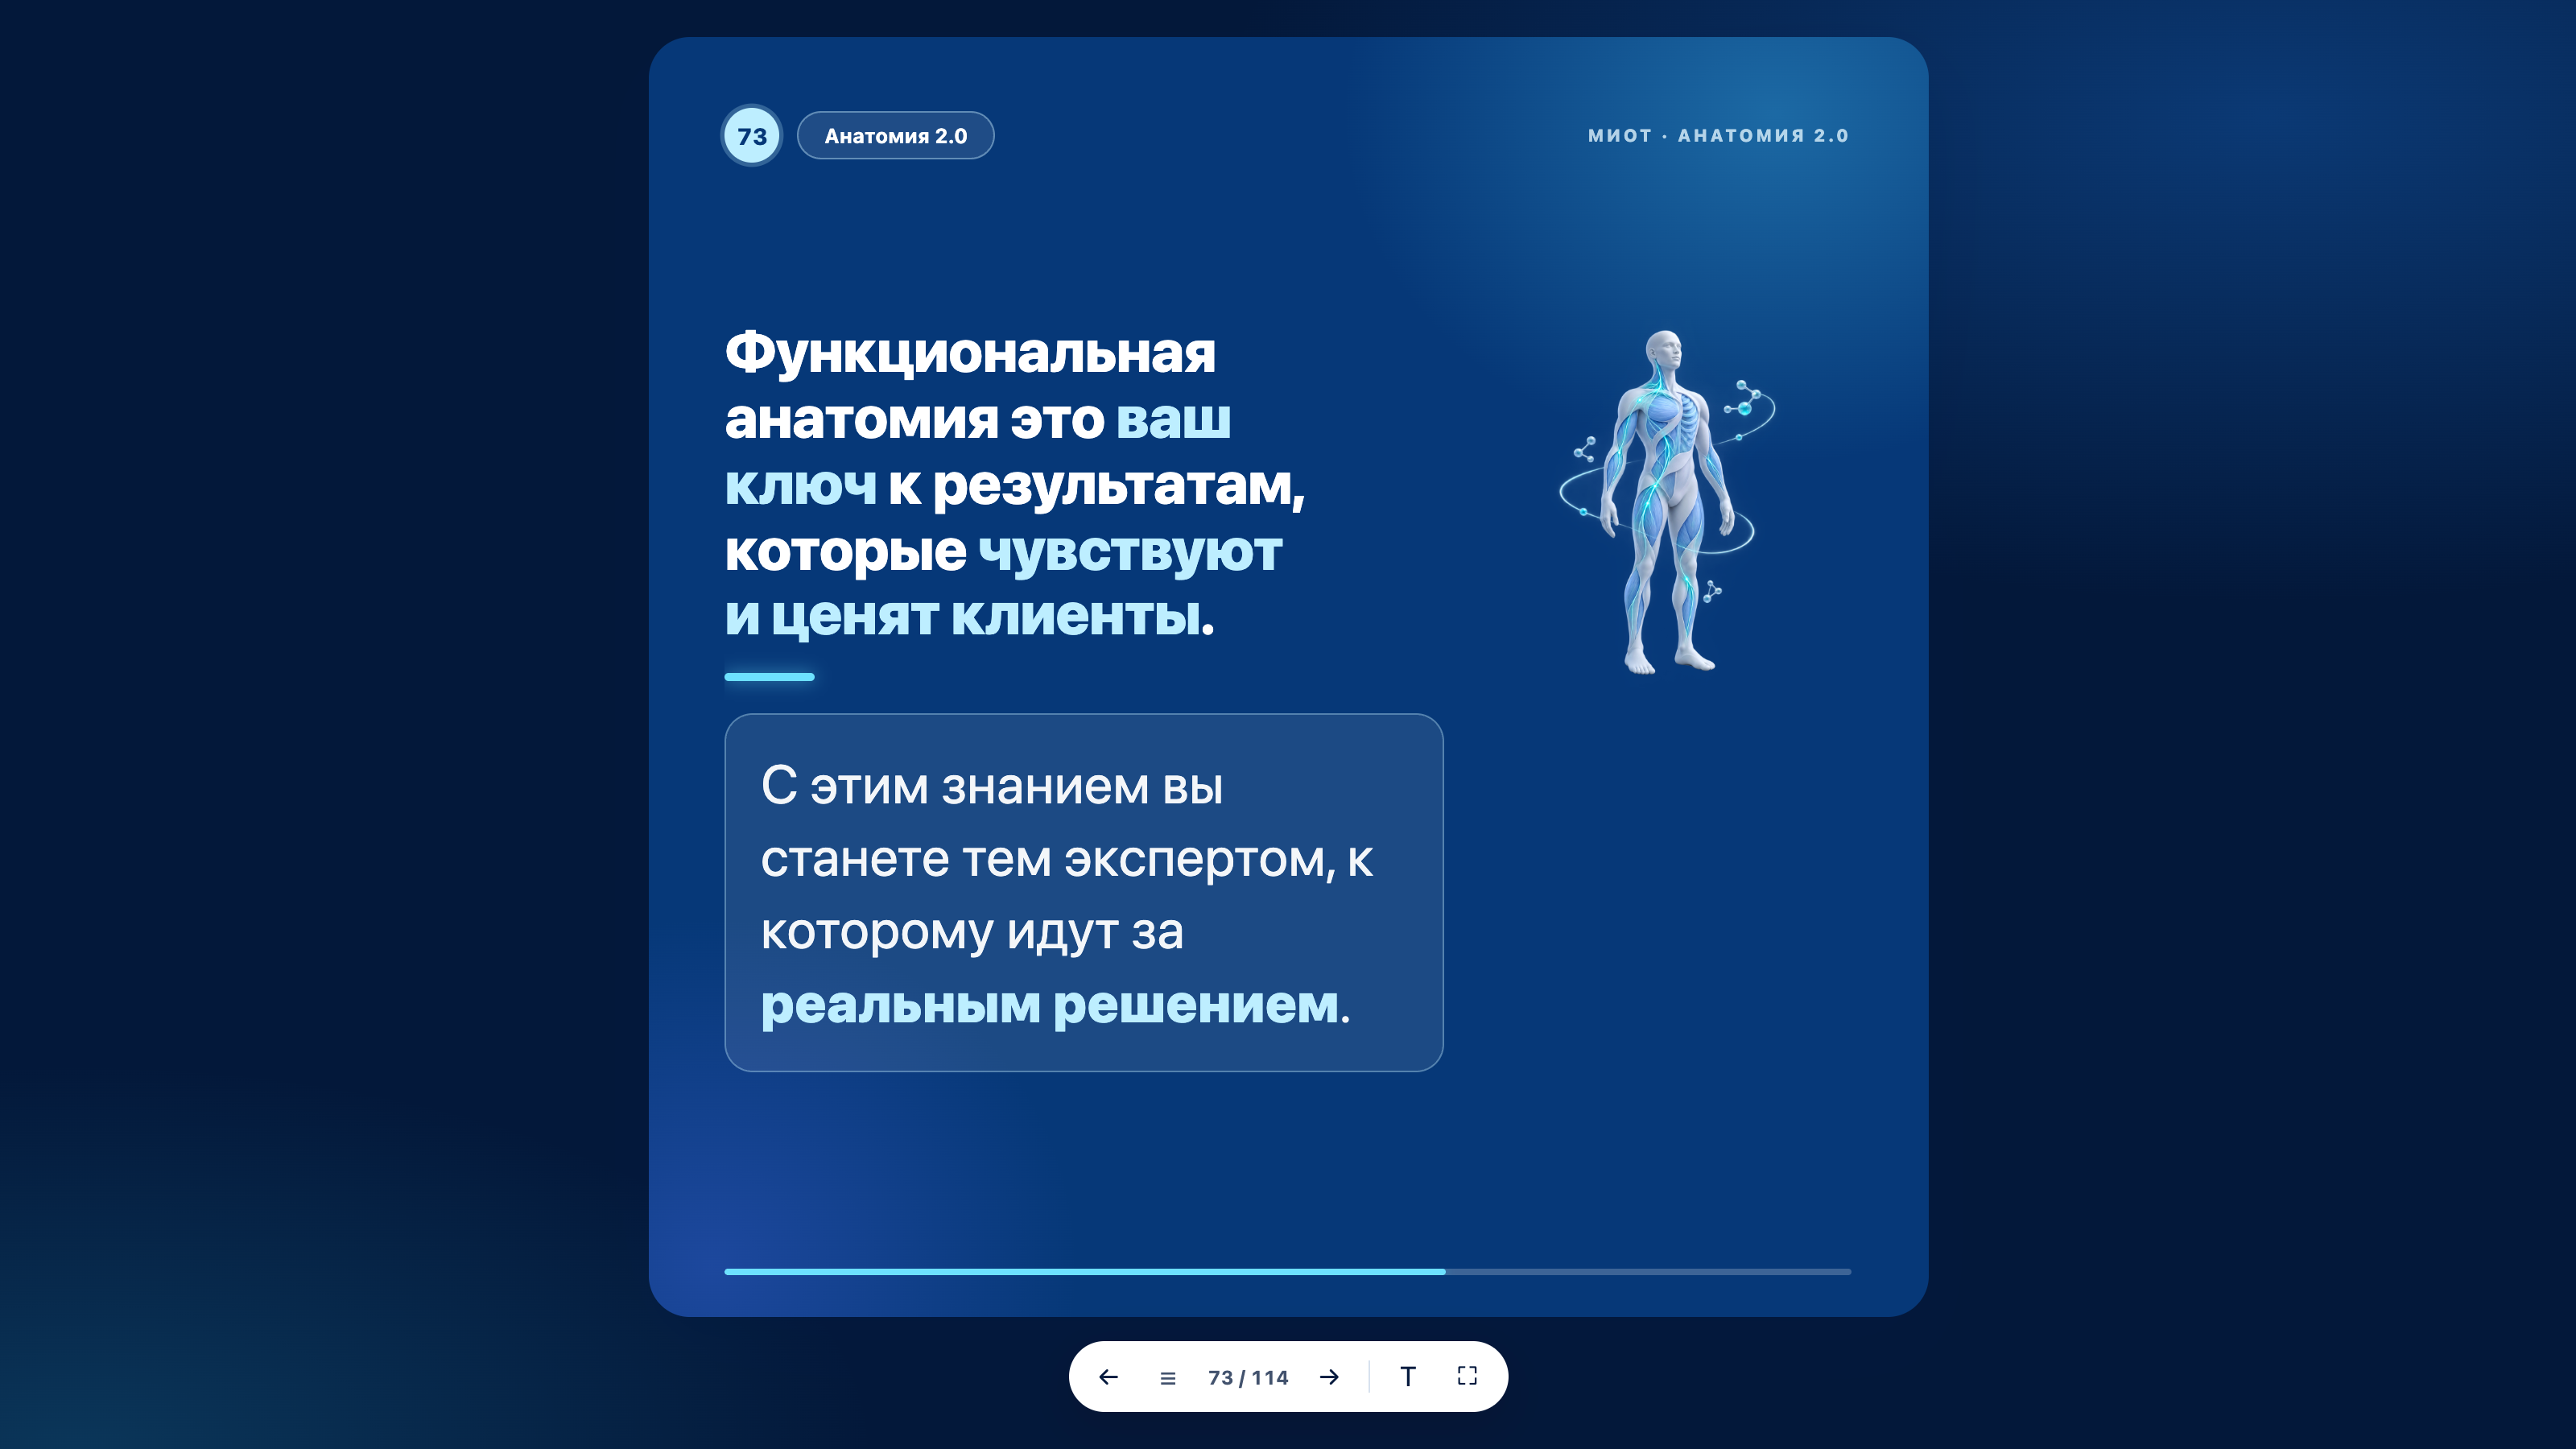 73
Анатомия 2.0
МИОТ · АНАТОМИЯ 2.0
Функциональная
анатомия это ваш
ключ к результатам,
которые чувствуют
и ценят клиенты.
С этим знанием вы
станете тем экспертом, к
которому идут за
реальным решением.
73 / 114
T